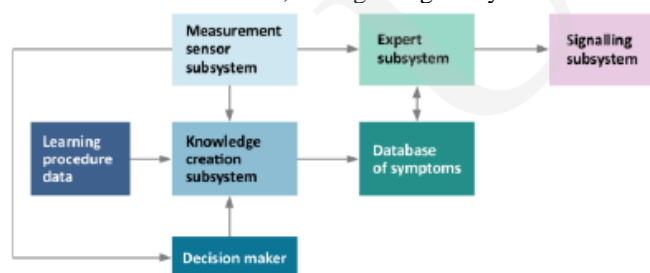 Measurement
sensor
subsystem
Expert
subsystem
Signalling
subsystem
Learning
procedure
data
Knowledge
creation
subsystem
Database
of symptoms
Decision maker